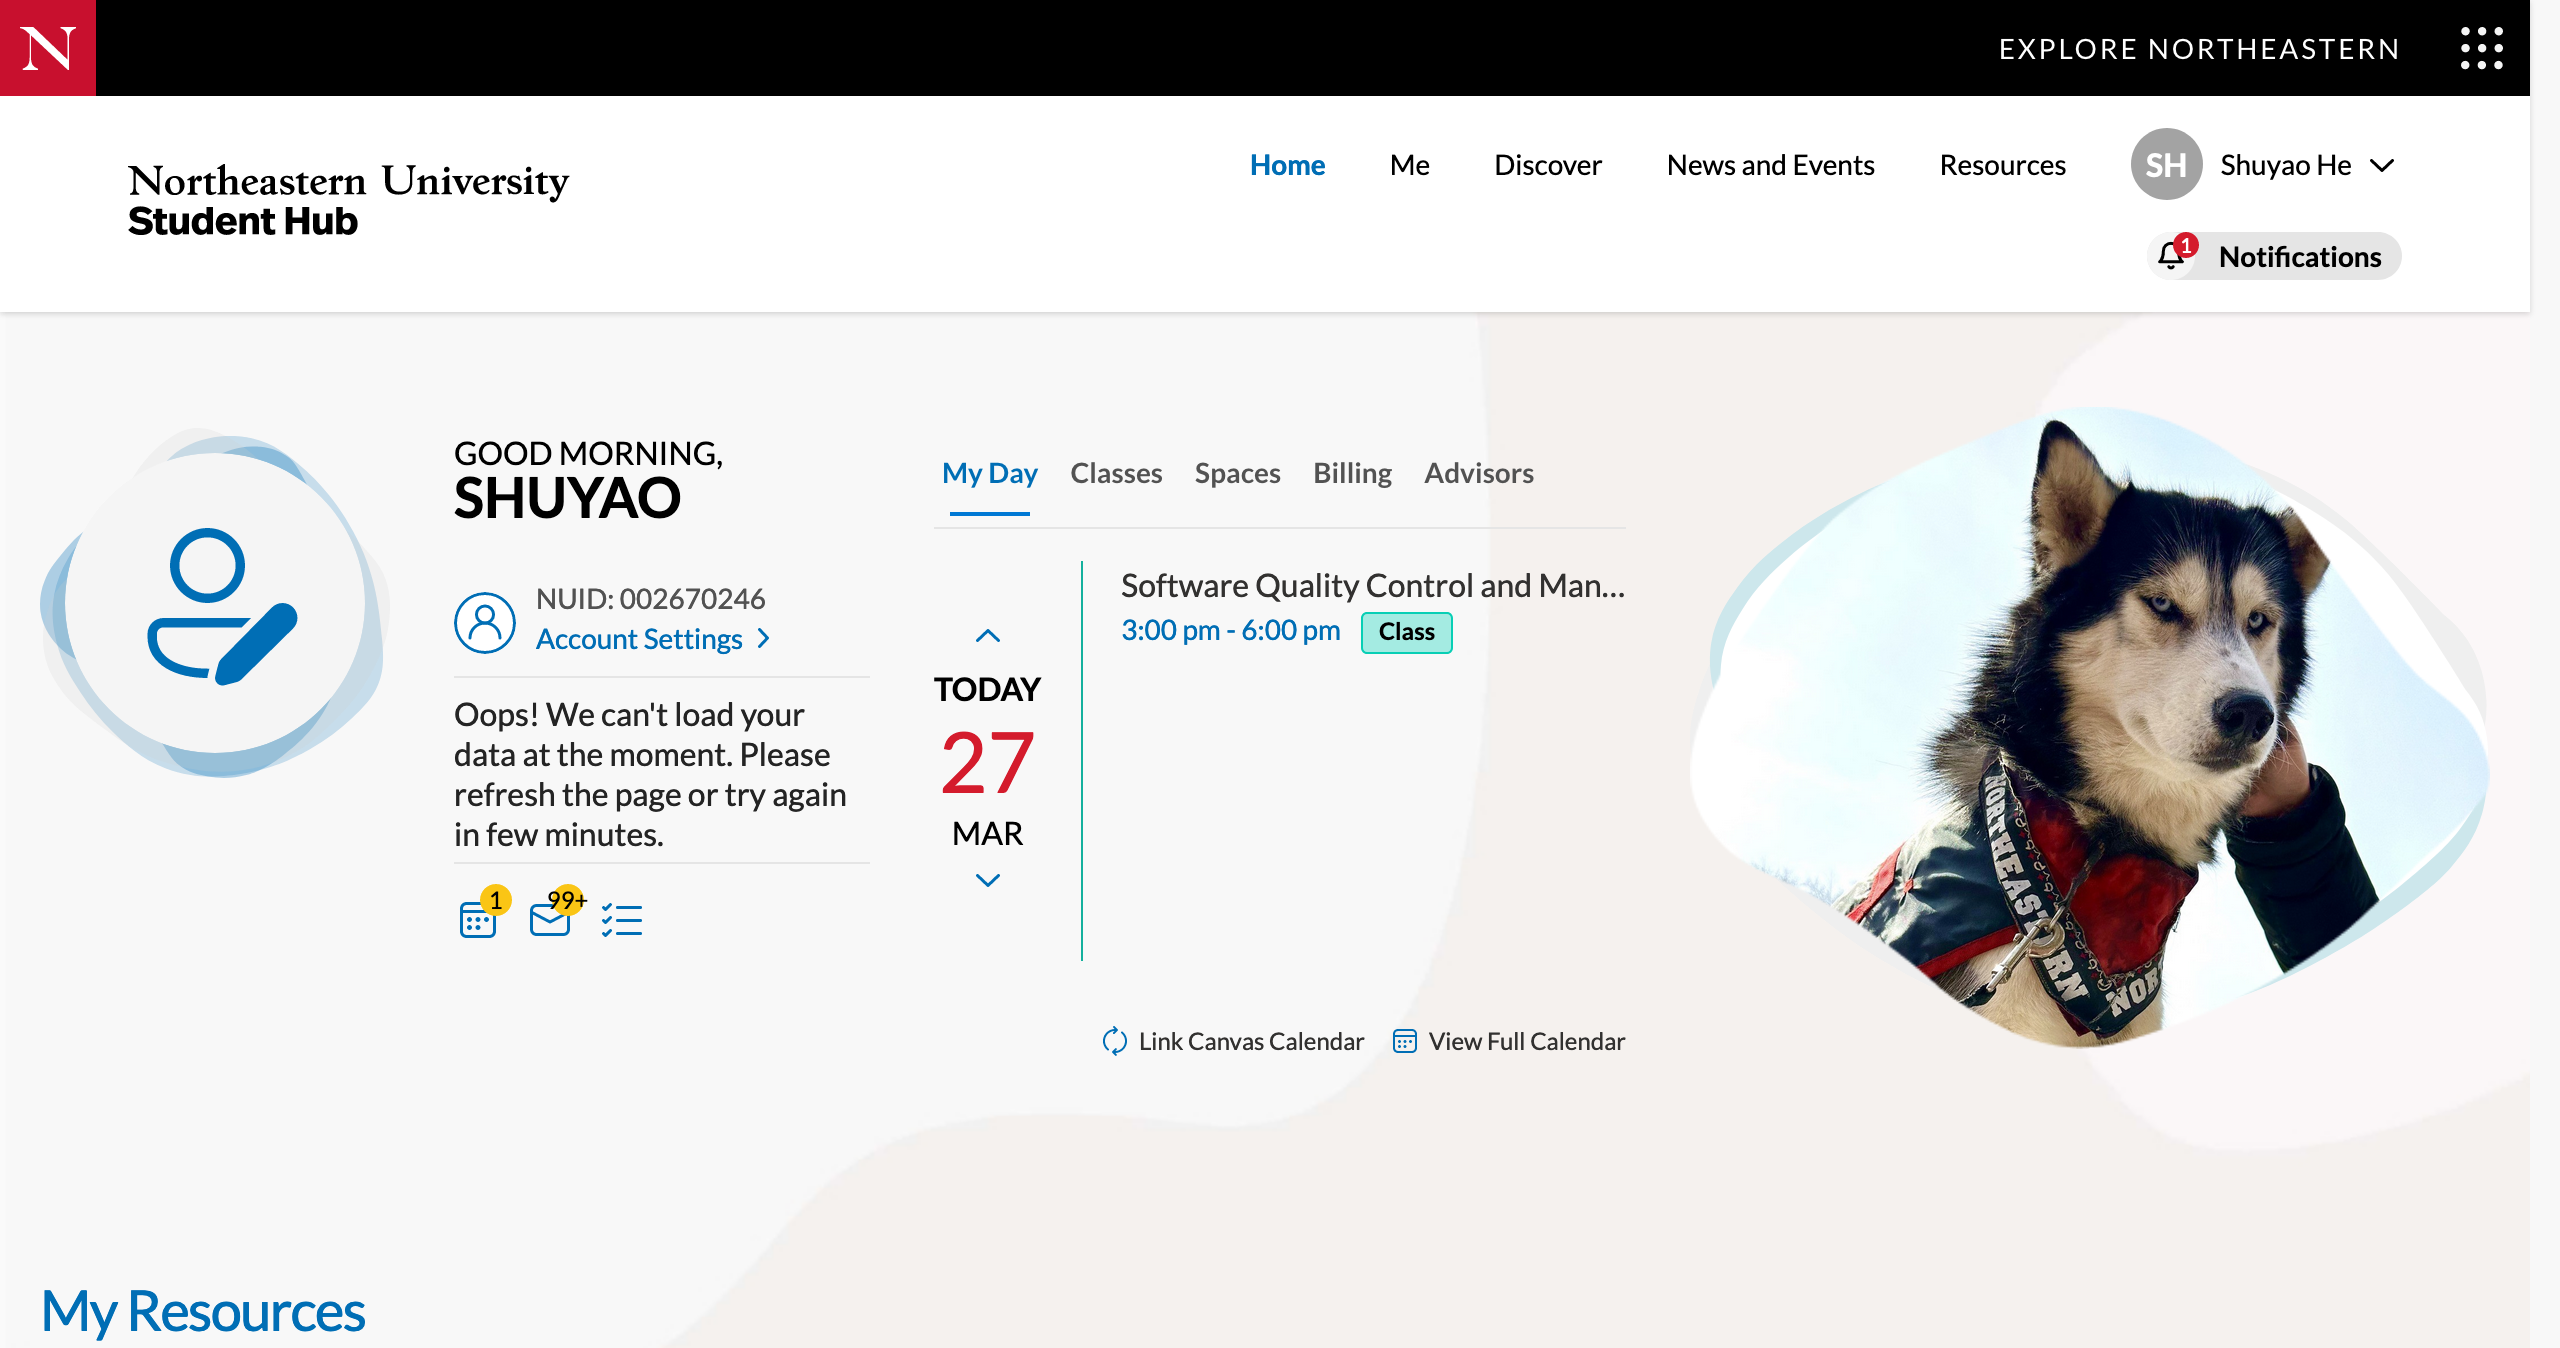 N
EXPLORE NORTHEASTERN
Northeastern University
Student Hub
Home
Me
Discover
News and Events
Resources
SH
Shuyao He
1
Notifications
GOOD MORNING,
SHUYAO
NUID: 002670246
Account Settings
Oops! We can't load your
data at the moment. Please
refresh the page or try again
in few minutes.
1
99+
My Day
Classes
Spaces
Billing
Advisors
TODAY
27
MAR
Software Quality Control and Man...
3:00 pm - 6:00 pm
Class
Link Canvas Calendar
View Full Calendar
NORTHEASTERN
NOR
My Resources